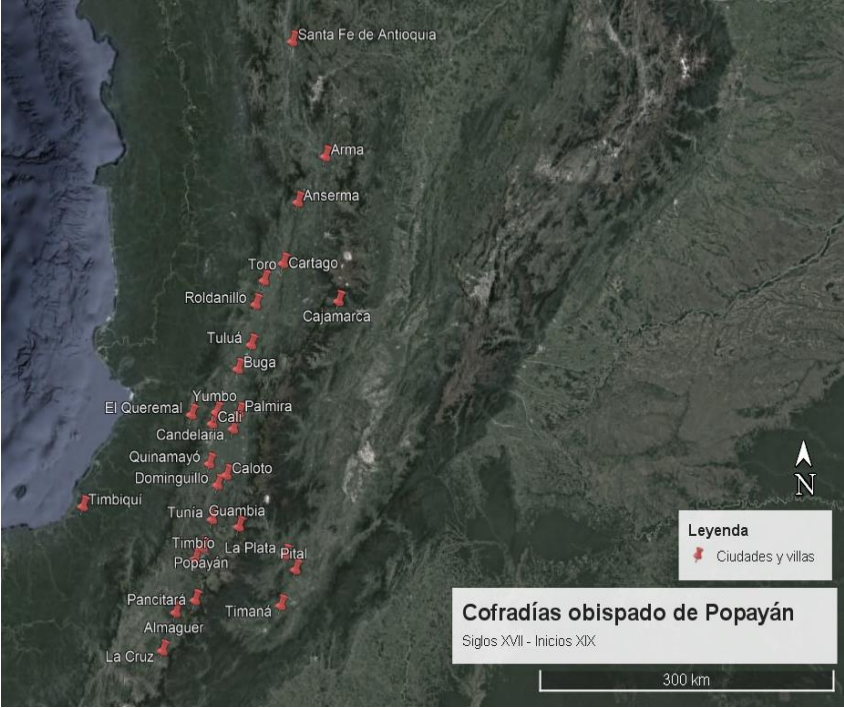 Santa Fe de Antioquia
Arma
Anserma
Toro
Cartago
Roldanillo
Cajamarca
Tuluá
Buga
Yumbo
El Queremal
Palmira
Cali
Candelaria
Quinamayó
Caloto
Dominguillo
Timbiquí
Tunía
Guambia
Timbío
La Plata
Pital
Popayán
Pancitará
Timaná
Almaguer
La Cruz
N
Leyenda
Ciudades y villas
Cofradías obispado de Popayán
Siglos XVII - Inicios XIX
300 km